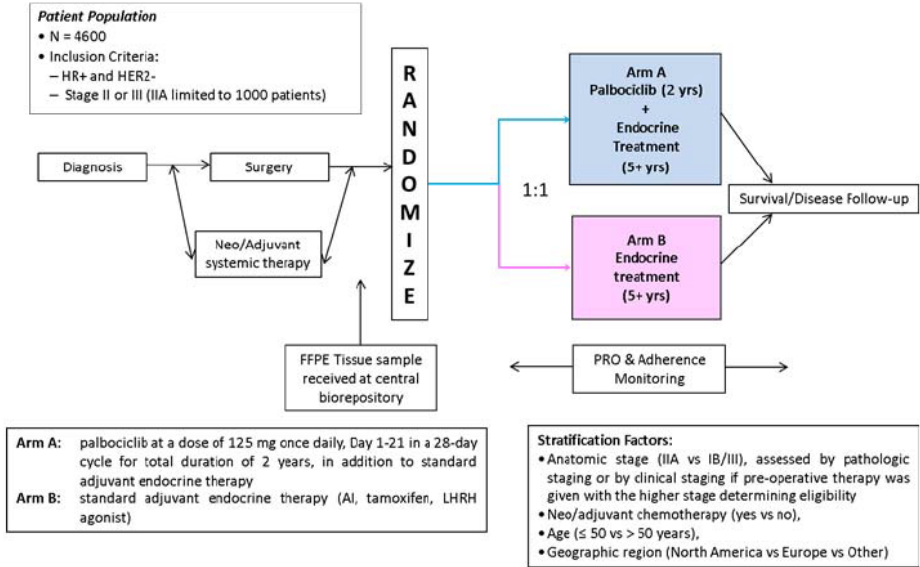 Patient Population
• N = 4600
• Inclusion Criteria:
– HR+ and HER2-
– Stage II or III (IIA limited to 1000 patients)
Diagnosis
Surgery
Neo/Adjuvant
systemic therapy
R
A
N
D
O
M
I
Z
E
FFPE Tissue sample
received at central
biorepository
1:1
Arm A
Palbociclib (2 yrs)
+
Endocrine
Treatment
(5+ yrs)
Arm B
Endocrine
treatment
(5+ yrs)
Survival/Disease Follow-up
PRO & Adherence
Monitoring
Arm A: palbociclib at a dose of 125 mg once daily, Day 1-21 in a 28-day
cycle for total duration of 2 years, in addition to standard
adjuvant endocrine therapy
Arm B: standard adjuvant endocrine therapy (AI, tamoxifen, LHRH
agonist)
Stratification Factors:
• Anatomic stage (IIA vs IB/III), assessed by pathologic
staging or by clinical staging if pre-operative therapy was
given with the higher stage determining eligibility
• Neo/adjuvant chemotherapy (yes vs no),
• Age (≤ 50 vs > 50 years),
• Geographic region (North America vs Europe vs Other)